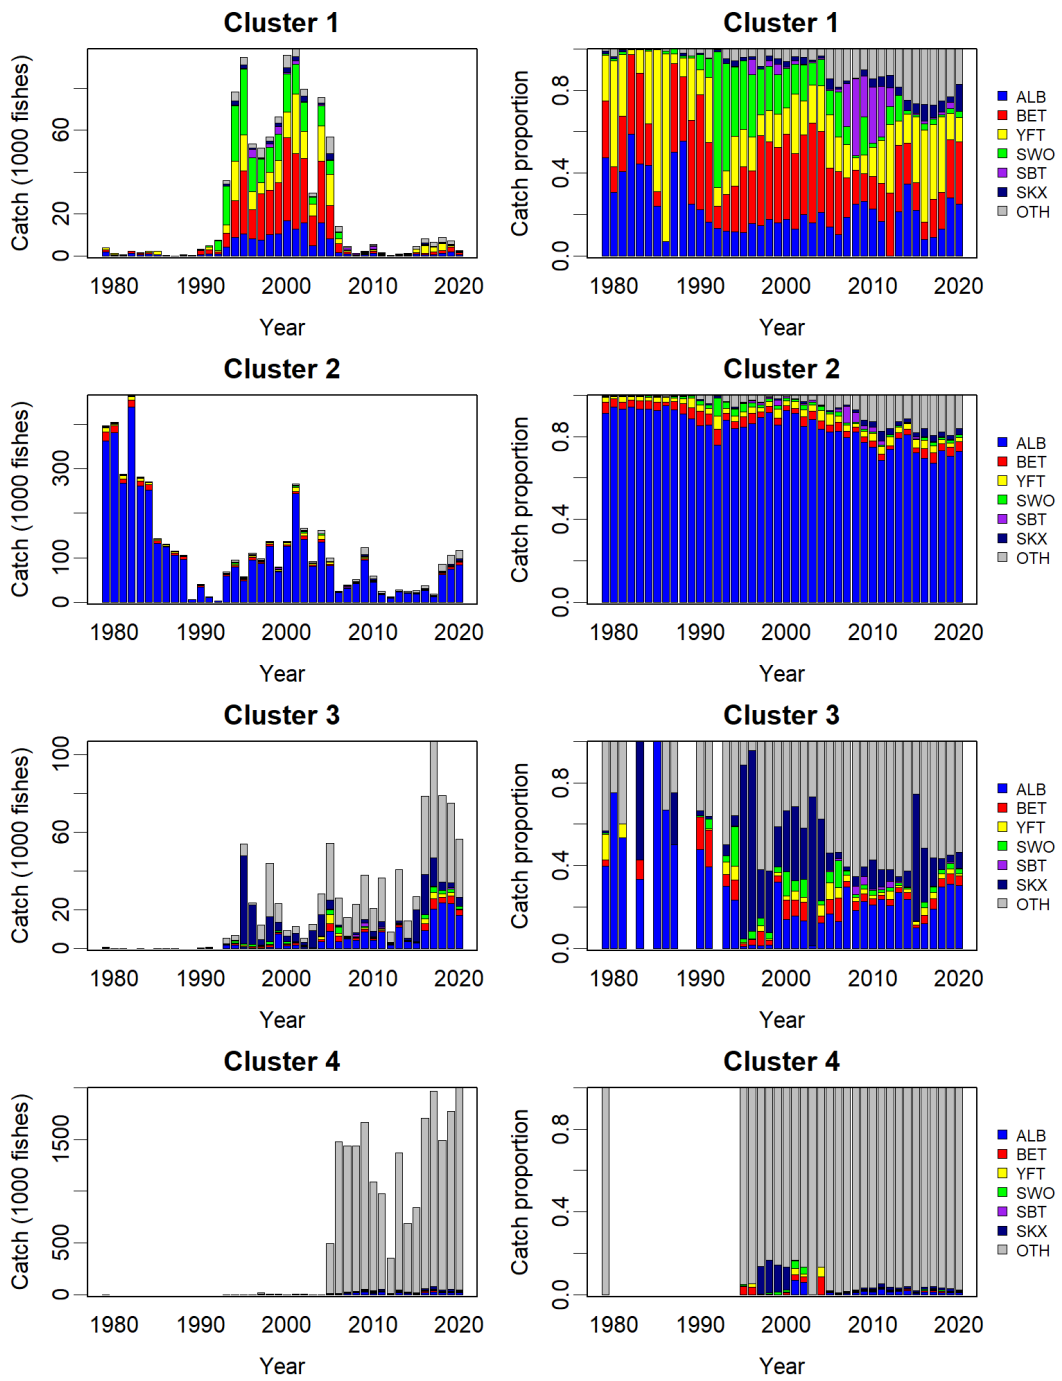 Cluster 1
Catch (1000 fishes)
60
20
0
1980 1990 2000 2010 2020
Year
Cluster 1
Catch proportion
0.8
0.4
0.0
1980 1990 2000 2010 2020
Year
ALB
BET
YFT
SWO
SBT
SKX
OTH
Cluster 2
Catch (1000 fishes)
300
100
0
1980 1990 2000 2010 2020
Year
Cluster 2
Catch proportion
0.8
0.4
0.0
1980 1990 2000 2010 2020
Year
ALB
BET
YFT
SWO
SBT
SKX
OTH
Cluster 3
Catch (1000 fishes)
100
60
20
0
1980 1990 2000 2010 2020
Year
Cluster 3
Catch proportion
0.8
0.4
0.0
1980 1990 2000 2010 2020
Year
ALB
BET
YFT
SWO
SBT
SKX
OTH
Cluster 4
Catch (1000 fishes)
1500
500
0
1980 1990 2000 2010 2020
Year
Cluster 4
Catch proportion
0.8
0.4
0.0
1980 1990 2000 2010 2020
Year
ALB
BET
YFT
SWO
SBT
SKX
OTH